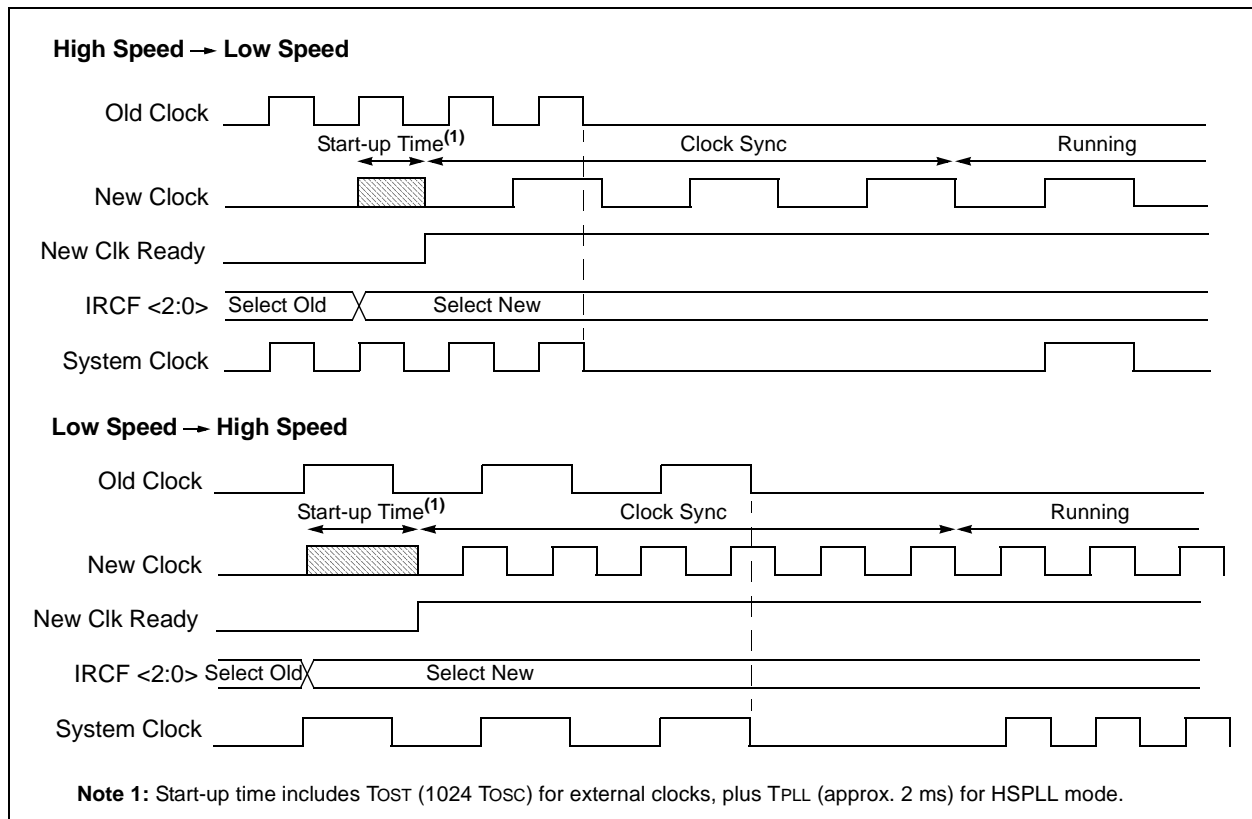 High Speed → Low Speed
Old Clock
Start-up Time(1) Clock Sync Running
New Clock
New Clk Ready
IRCF <2:0> Select Old Select New
System Clock
Low Speed → High Speed
Old Clock
Start-up Time(1) Clock Sync Running
New Clock
New Clk Ready
IRCF <2:0> Select Old Select New
System Clock
Note 1: Start-up time includes TOST (1024 TOSC) for external clocks, plus TPLL (approx. 2 ms) for HSPLL mode.